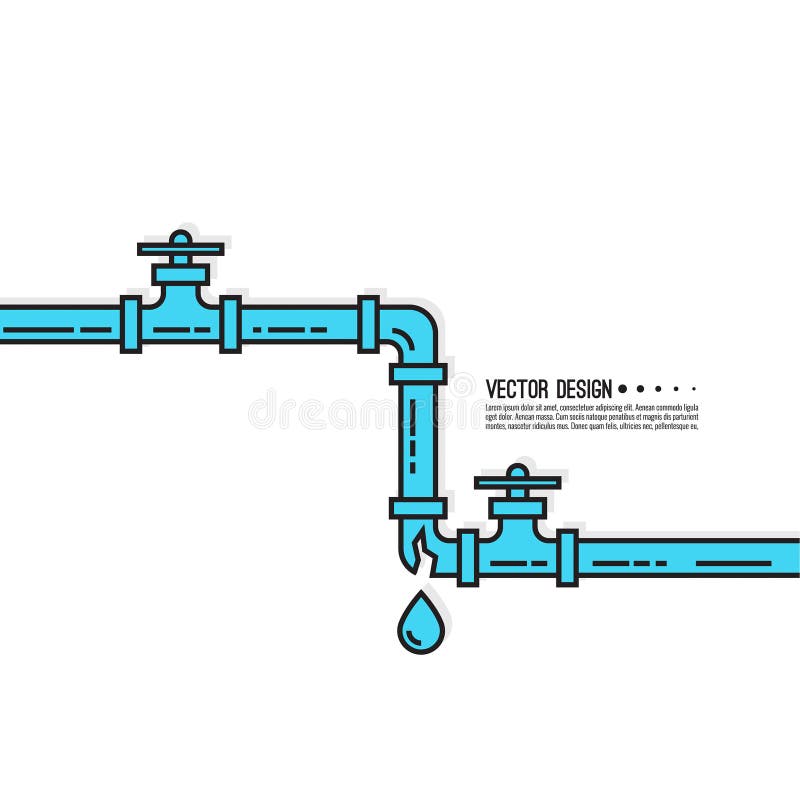 VECTOR DESIGN
Lorem ipsum dolor sit amet, consectetuer adipiscing elit. Aenean commodo ligula
eget dolor. Aenean massa. Cum sociis natoque penatibus et magnis dis parturient
montes, nascetur ridiculus mus. Donec quam felis, ultricies nec, pellentesque eu,
dreamstime